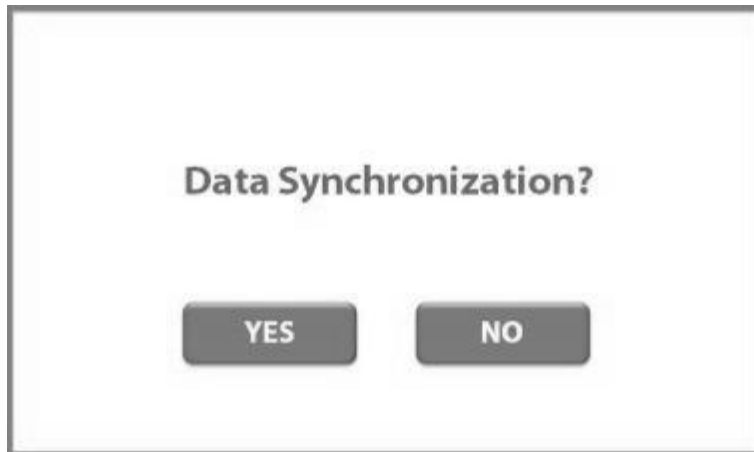 Data Synchronization?
YES
NO